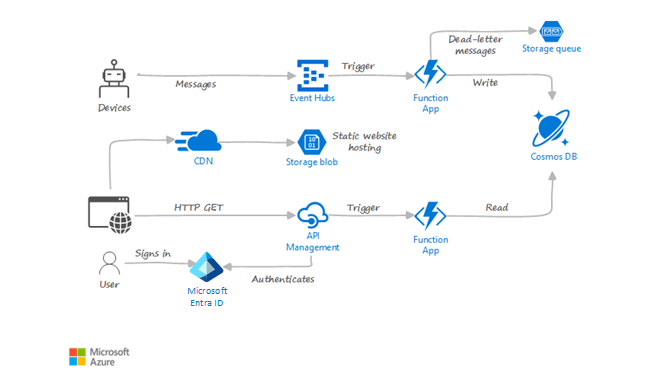 Dead-letter
messages
Storage queue
Trigger
Messages
Write
Devices
Event Hubs
Function
App
Static website
hosting
CDN
Storage blob
10
01
Cosmos DB
HTTP GET
Trigger
Read
API
Management
Function
App
Signs in
User
Authenticates
Microsoft
Entra ID
Microsoft
Azure